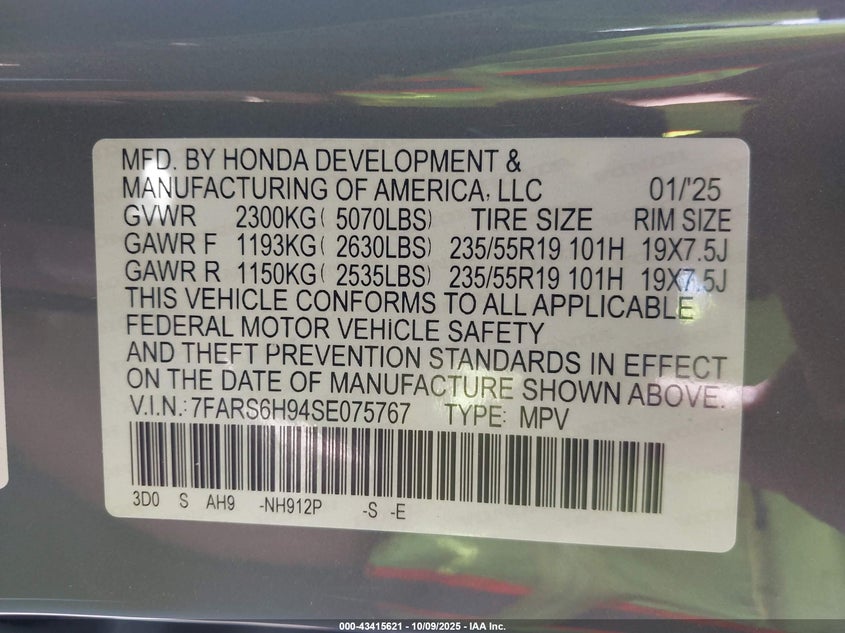 MFD. BY HONDA DEVELOPMENT &
MANUFACTURING OF AMERICA, LLC 01/'25
GVWR 2300KG( 5070LBS) TIRE SIZE RIM SIZE
GAWR F 1193KG( 2630LBS) 235/55R19 101H 19X7.5J
GAWR R 1150KG( 2535LBS) 235/55R19 101H 19X7.5J
THIS VEHICLE CONFORMS TO ALL APPLICABLE
FEDERAL MOTOR VEHICLE SAFETY
AND THEFT PREVENTION STANDARDS IN EFFECT
ON THE DATE OF MANUFACTURE SHOWN ABOVE.
V.I.N.:7FARS6H94SE075767 TYPE: MPV
3D0 S AH9 -NH912P -S -E
000-43415621 - 10/09/2025 - IAA Inc.